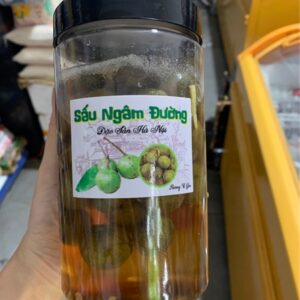 Sấu Ngâm Đường
Đặc Sản Hà Nội